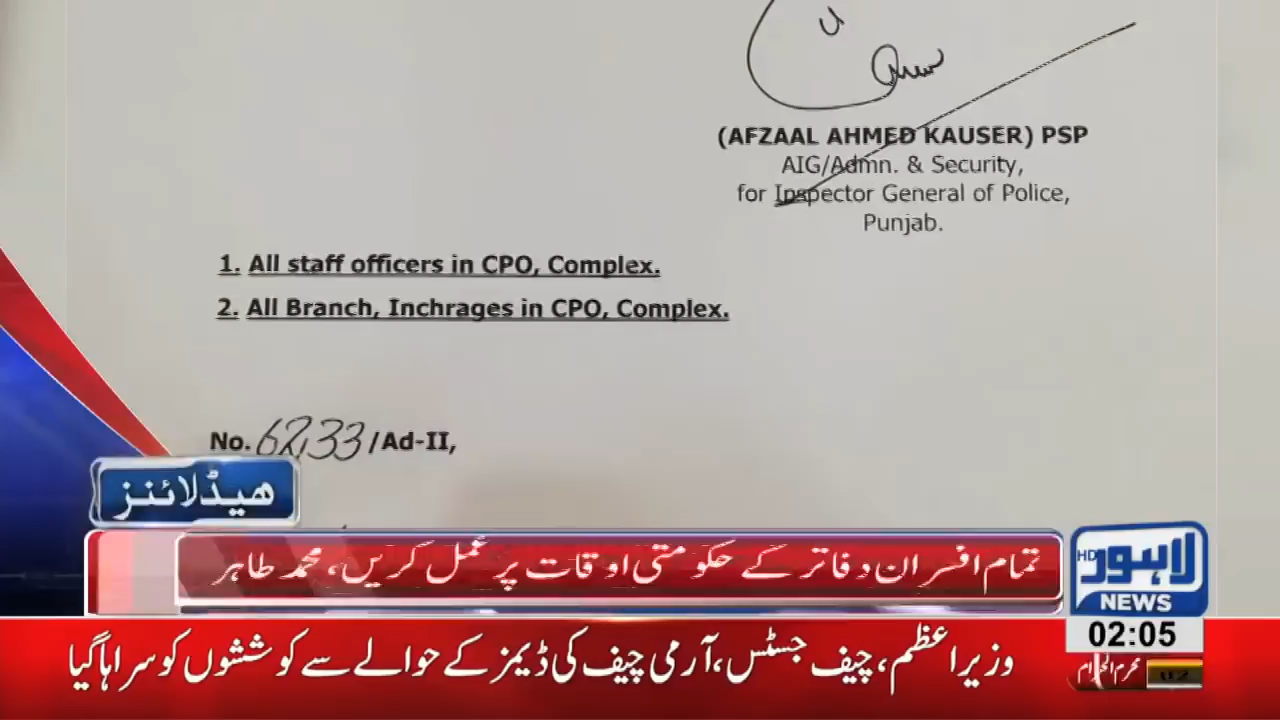 (AFZAAL AHMED KAUSER) PSP
AIG/Admn. & Security,
for Inspector General of Police,
Punjab.
1. All staff officers in CPO, Complex.
2. All Branch, Inchrages in CPO, Complex.
No. 6233/Ad-II,
ھیڈلائنز
تمام افسران دفاتر کے حکومتی اوقات پر عمل کریں، محمد طاہر
HD لاہور
NEWS
02:05
وزیراعظم، چیف جسٹس، آرمی چیف کی ڈیمز کے حوالے سے کوششوں کو سراہا گیا
محرم الحرام 02